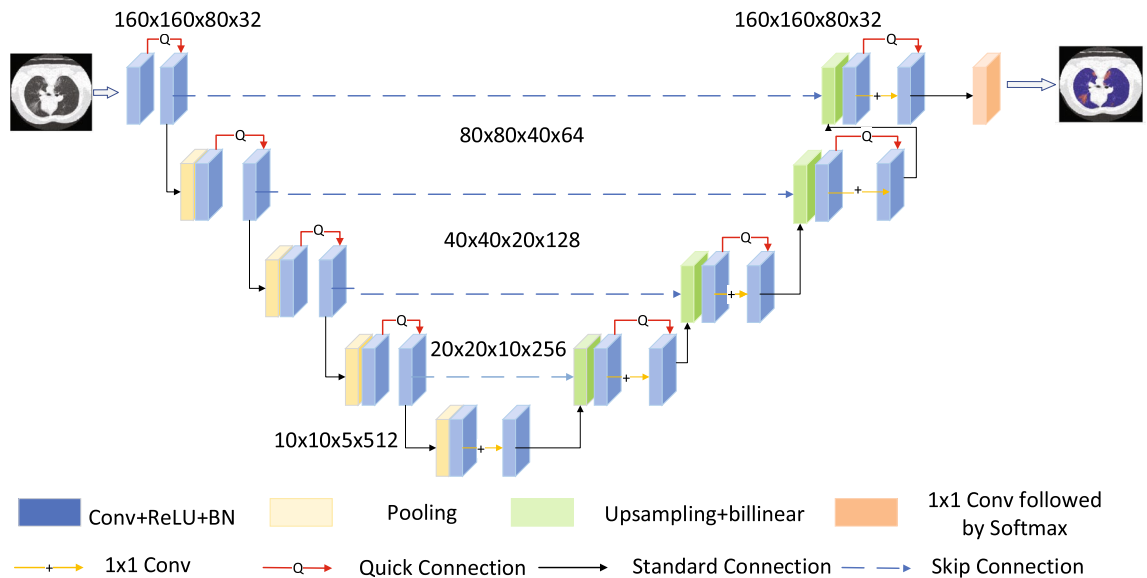 160x160x80x32
160x160x80x32
Q
Q
+
80x80x40x64
Q
Q
+
40x40x20x128
Q
Q
+
20x20x10x256
Q
Q
+
10x10x5x512
+
Conv+ReLU+BN
Pooling
Upsampling+billinear
1x1 Conv followed
by Softmax
+ 1x1 Conv
Q Quick Connection
Standard Connection
Skip Connection